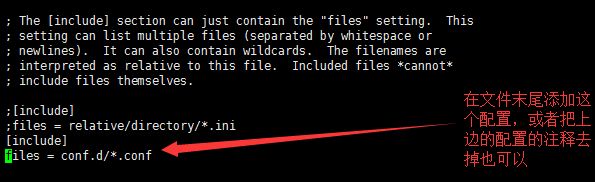 ; The [include] section can just contain the "files" setting.  This
; setting can list multiple files (separated by whitespace or
; newlines).  It can also contain wildcards.  The filenames are
; interpreted as relative to this file.  Included files *cannot*
; include files themselves.
;[include]
;files = relative/directory/*.ini
[include]
files = conf.d/*.conf
在文件末尾添加这
个配置，或者把上
边的配置的注释去
掉也可以